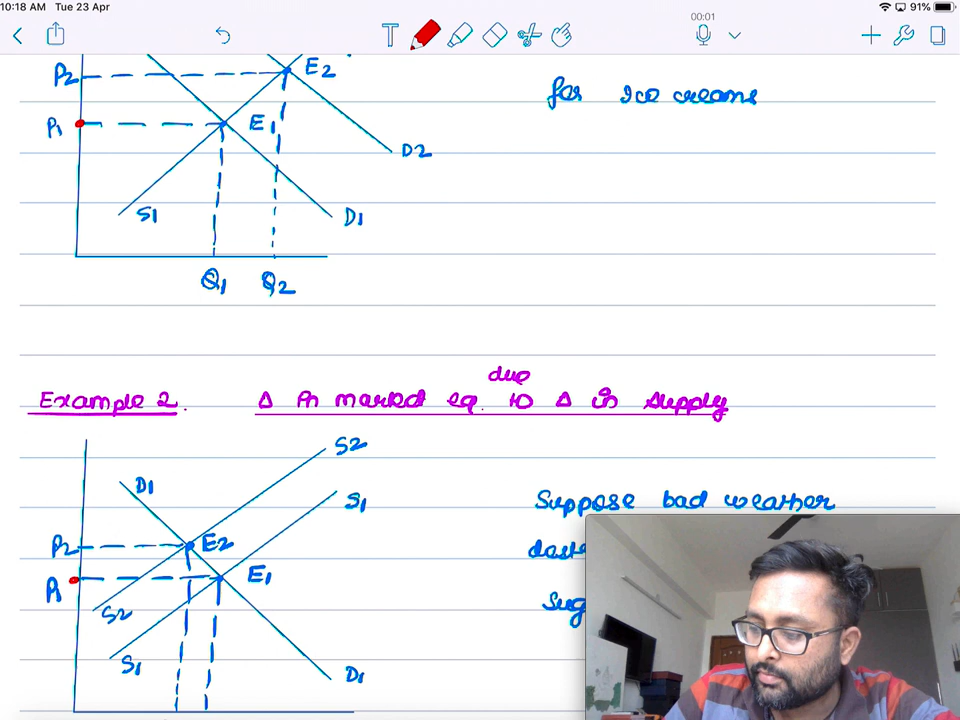 10:18 AM Tue 23 Apr
91%
00:01
T
P2
E2
for Ice creams
P1
E1
D2
S1
D1
Q1
Q2
due
Example 2. Δ in market eq. to Δ in supply
S2
D1
S1
Suppose bad weather
P2
E2
P1
E1
S2
Sug
S1
D1